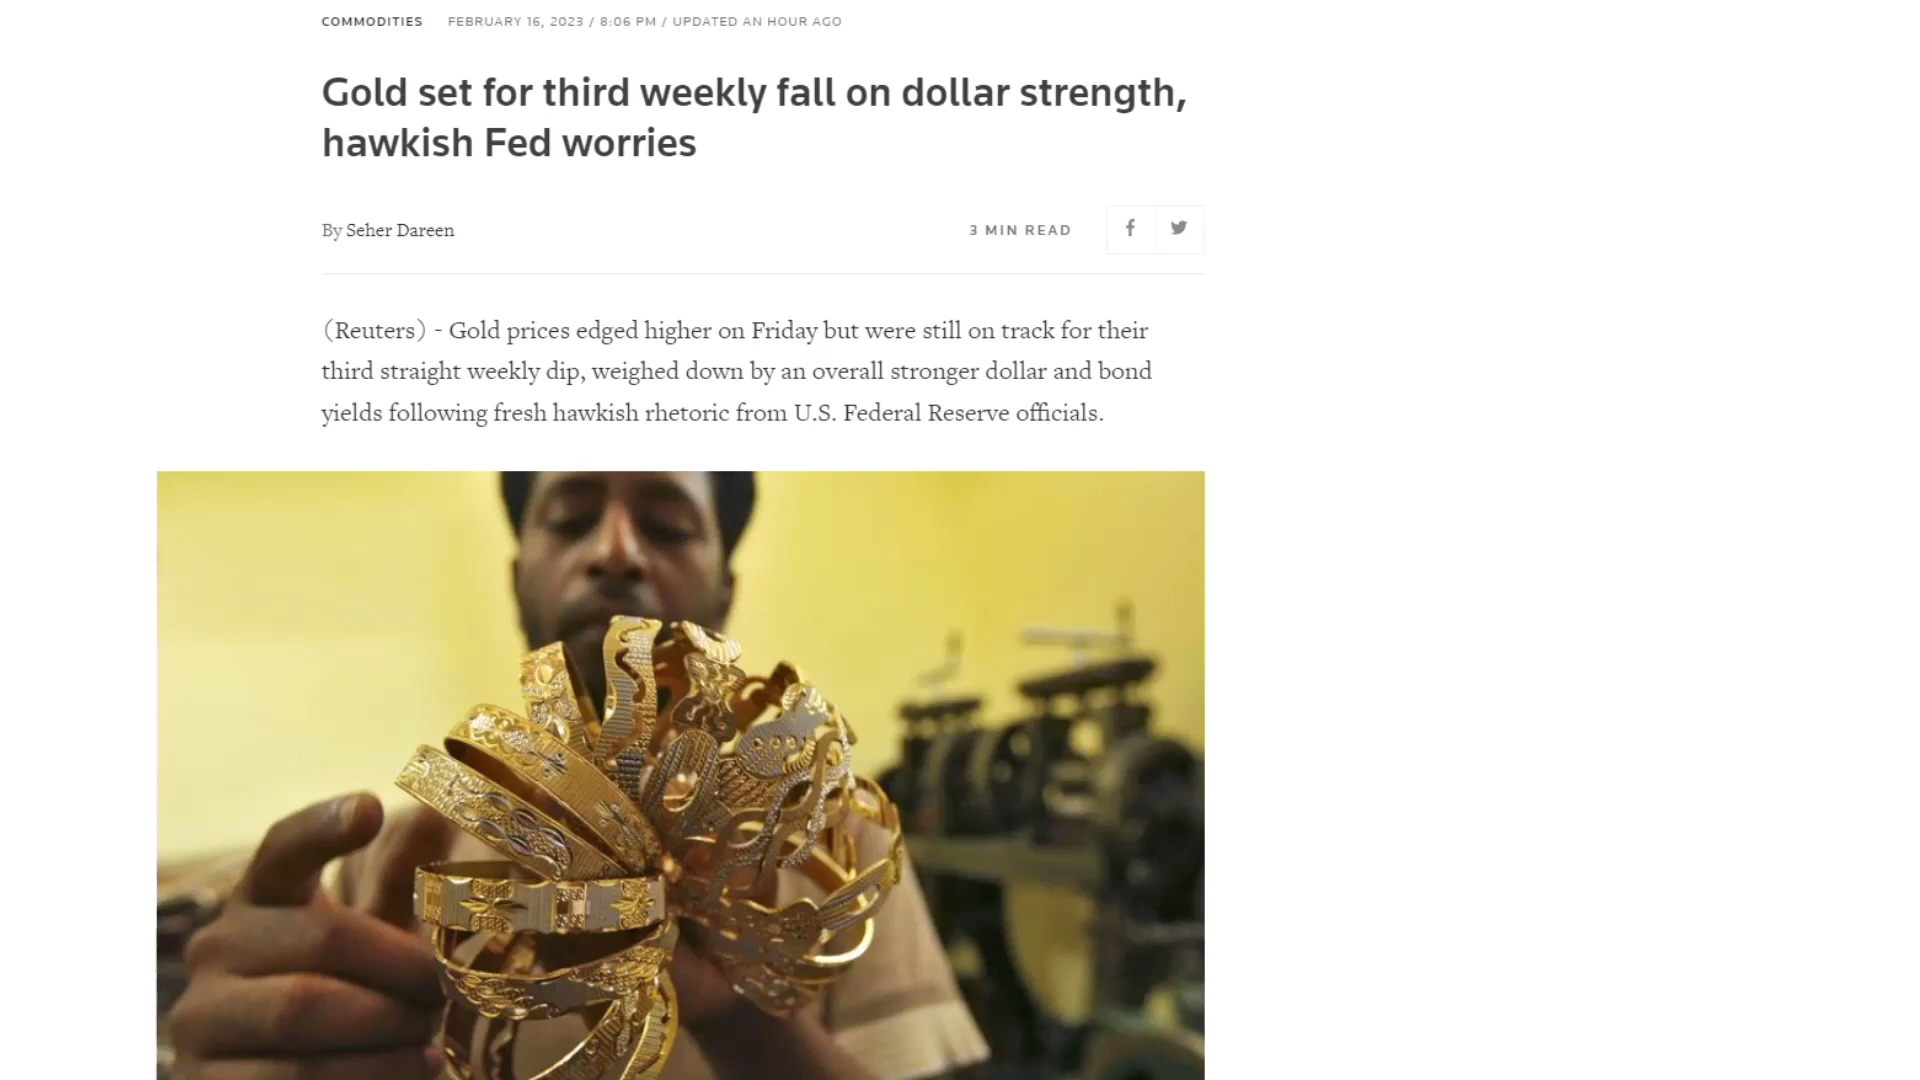 COMMODITIES FEBRUARY 16, 2023 / 8:06 PM / UPDATED AN HOUR AGO
Gold set for third weekly fall on dollar strength,
hawkish Fed worries
By Seher Dareen 3 MIN READ
(Reuters) - Gold prices edged higher on Friday but were still on track for their
third straight weekly dip, weighed down by an overall stronger dollar and bond
yields following fresh hawkish rhetoric from U.S. Federal Reserve officials.